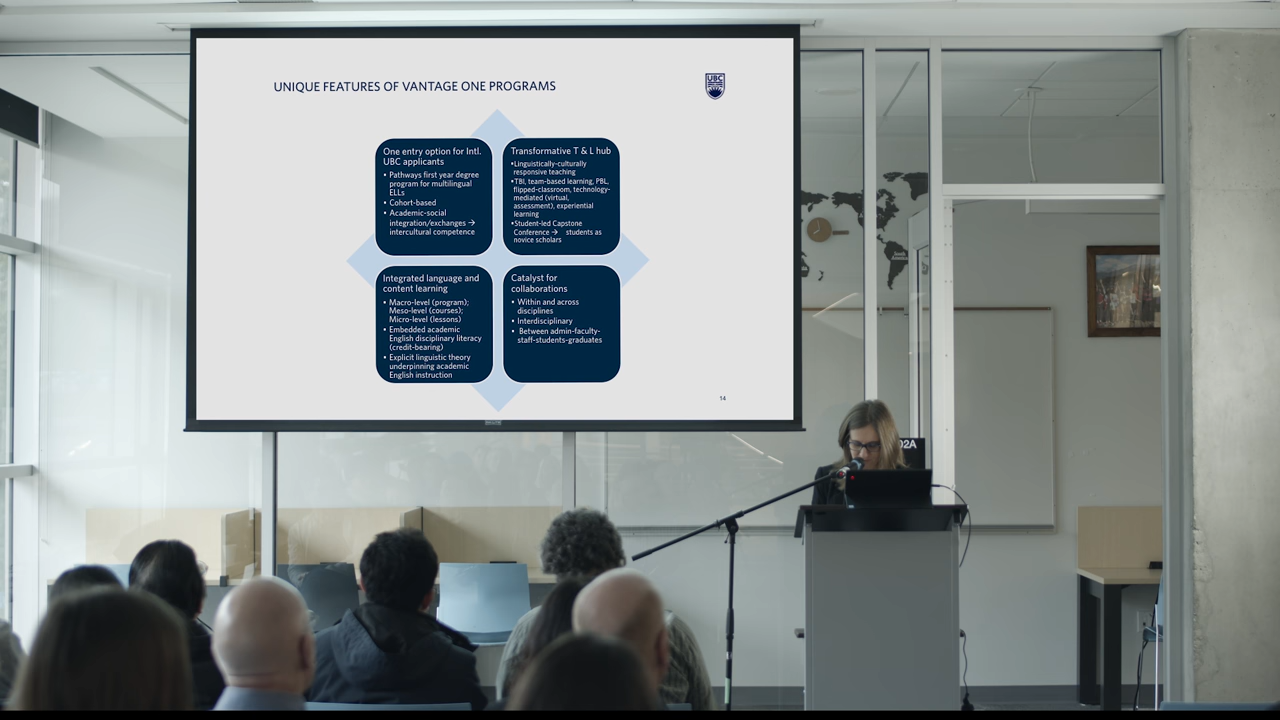 UNIQUE FEATURES OF VANTAGE ONE PROGRAMS
UBC
One entry option for Intl.
UBC applicants
• Pathways first year degree
program for multilingual
ELLs
• Cohort-based
• Academic-social
integration/exchanges →
intercultural competence
Transformative T & L hub
•Linguistically-culturally
responsive teaching
•TBI, team-based learning, PBL,
flipped-classroom, technology-
mediated (virtual,
assessment), experiential
learning
•Student-led Capstone
Conference → students as
novice scholars
Integrated language and
content learning
• Macro-level (program);
Meso-level (courses);
Micro-level (lessons)
• Embedded academic
English disciplinary literacy
(credit-bearing)
• Explicit linguistic theory
underpinning academic
English instruction
Catalyst for
collaborations
• Within and across
disciplines
• Interdisciplinary
• Between admin-faculty-
staff-students-graduates
14
South
America
02A